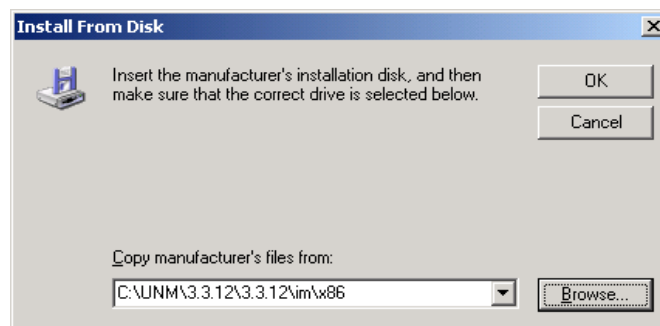 Install From Disk
Insert the manufacturer's installation disk, and then
make sure that the correct drive is selected below.
OK
Cancel
Copy manufacturer's files from:
C:\UNM\3.3.12\3.3.12\im\x86
Browse...